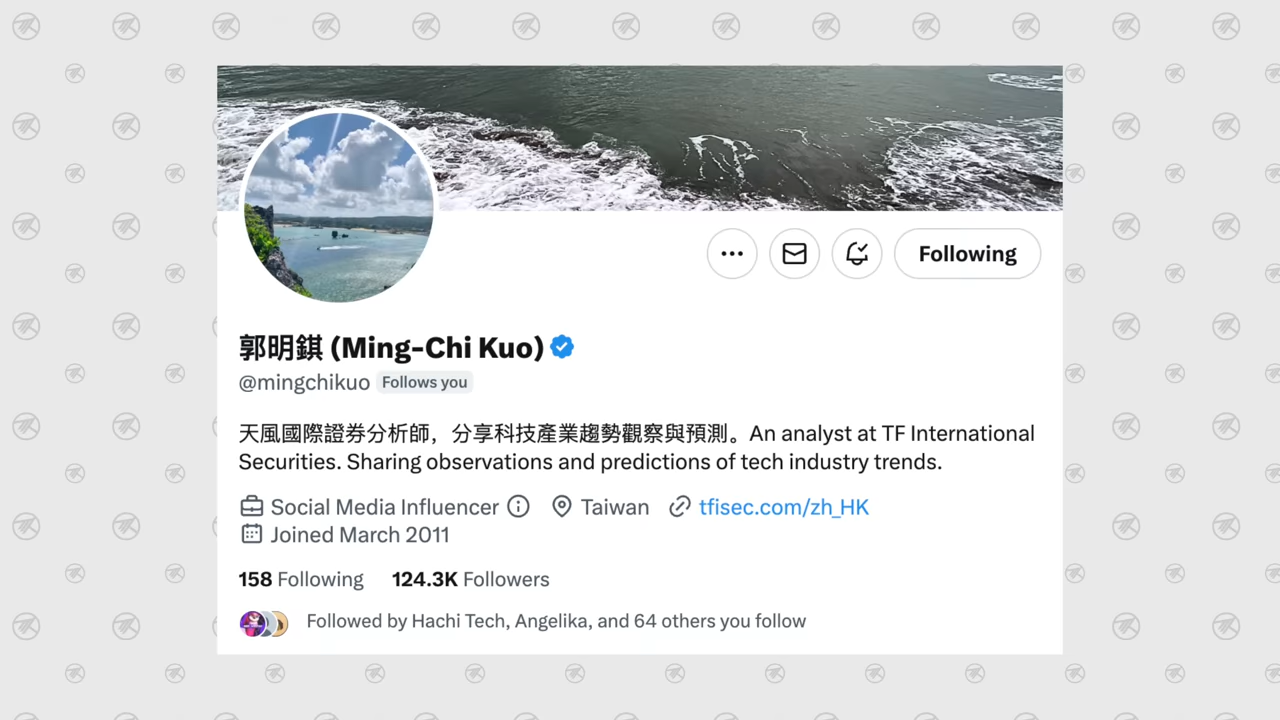 Following
郭明錤 (Ming-Chi Kuo)
@mingchikuo Follows you
天風國際證券分析師，分享科技產業趨勢觀察與預測。An analyst at TF International
Securities. Sharing observations and predictions of tech industry trends.
Social Media Influencer Taiwan tfisec.com/zh_HK
Joined March 2011
158 Following 124.3K Followers
Followed by Hachi Tech, Angelika, and 64 others you follow